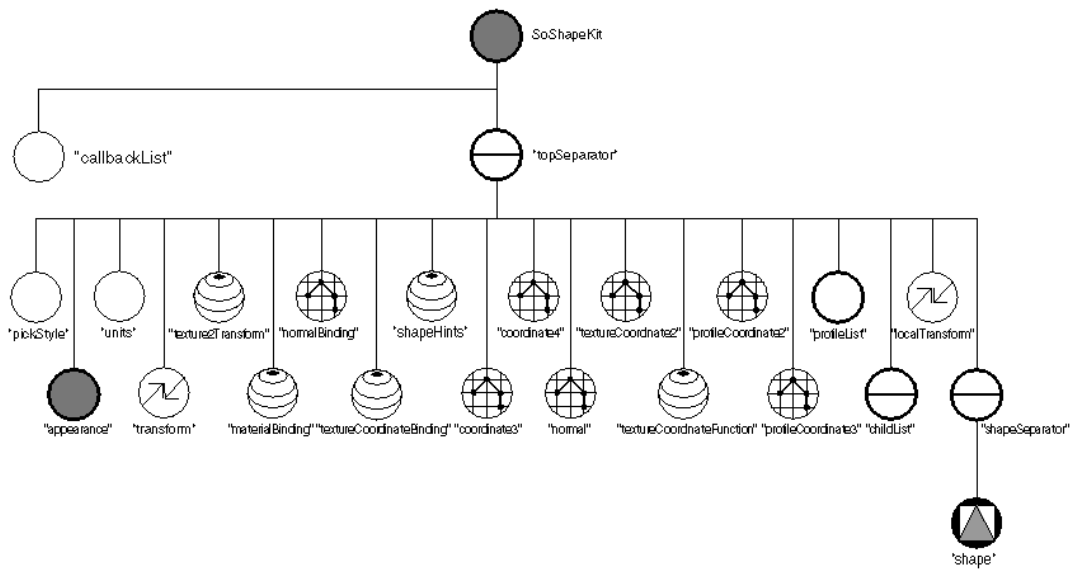 SoShapeKit
"callbackList"
"topSeparator"
"pickStyle"
"units"
"texture2Transform"
"normalBinding"
"shapeHints"
"coordinate4"
"textureCoordinate2"
"profileCoordinate2"
"profileList"
"localTransform"
"appearance"
"transform"
"materialBinding"
"textureCoordinateBinding"
"coordinate3"
"normal"
"textureCoordnateFunction"
"profileCoordinate3"
"childList"
"shapeSeparator"
"shape"